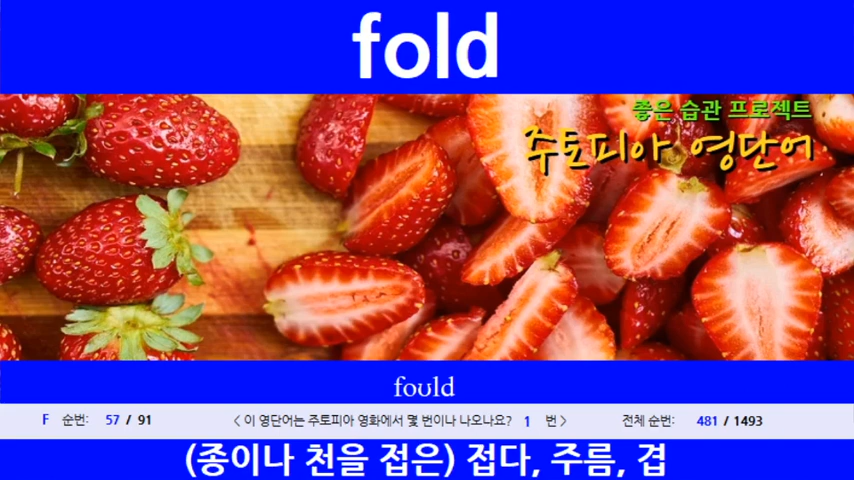 fold
좋은 습관 프로젝트
주토피아 영단어
fould
F 순번: 57 / 91 < 이 영단어는 주토피아 영화에서 몇 번이나 나오나요? 1 번 > 전체 순번: 481 / 1493
(종이나 천을 접은) 접다, 주름, 겹